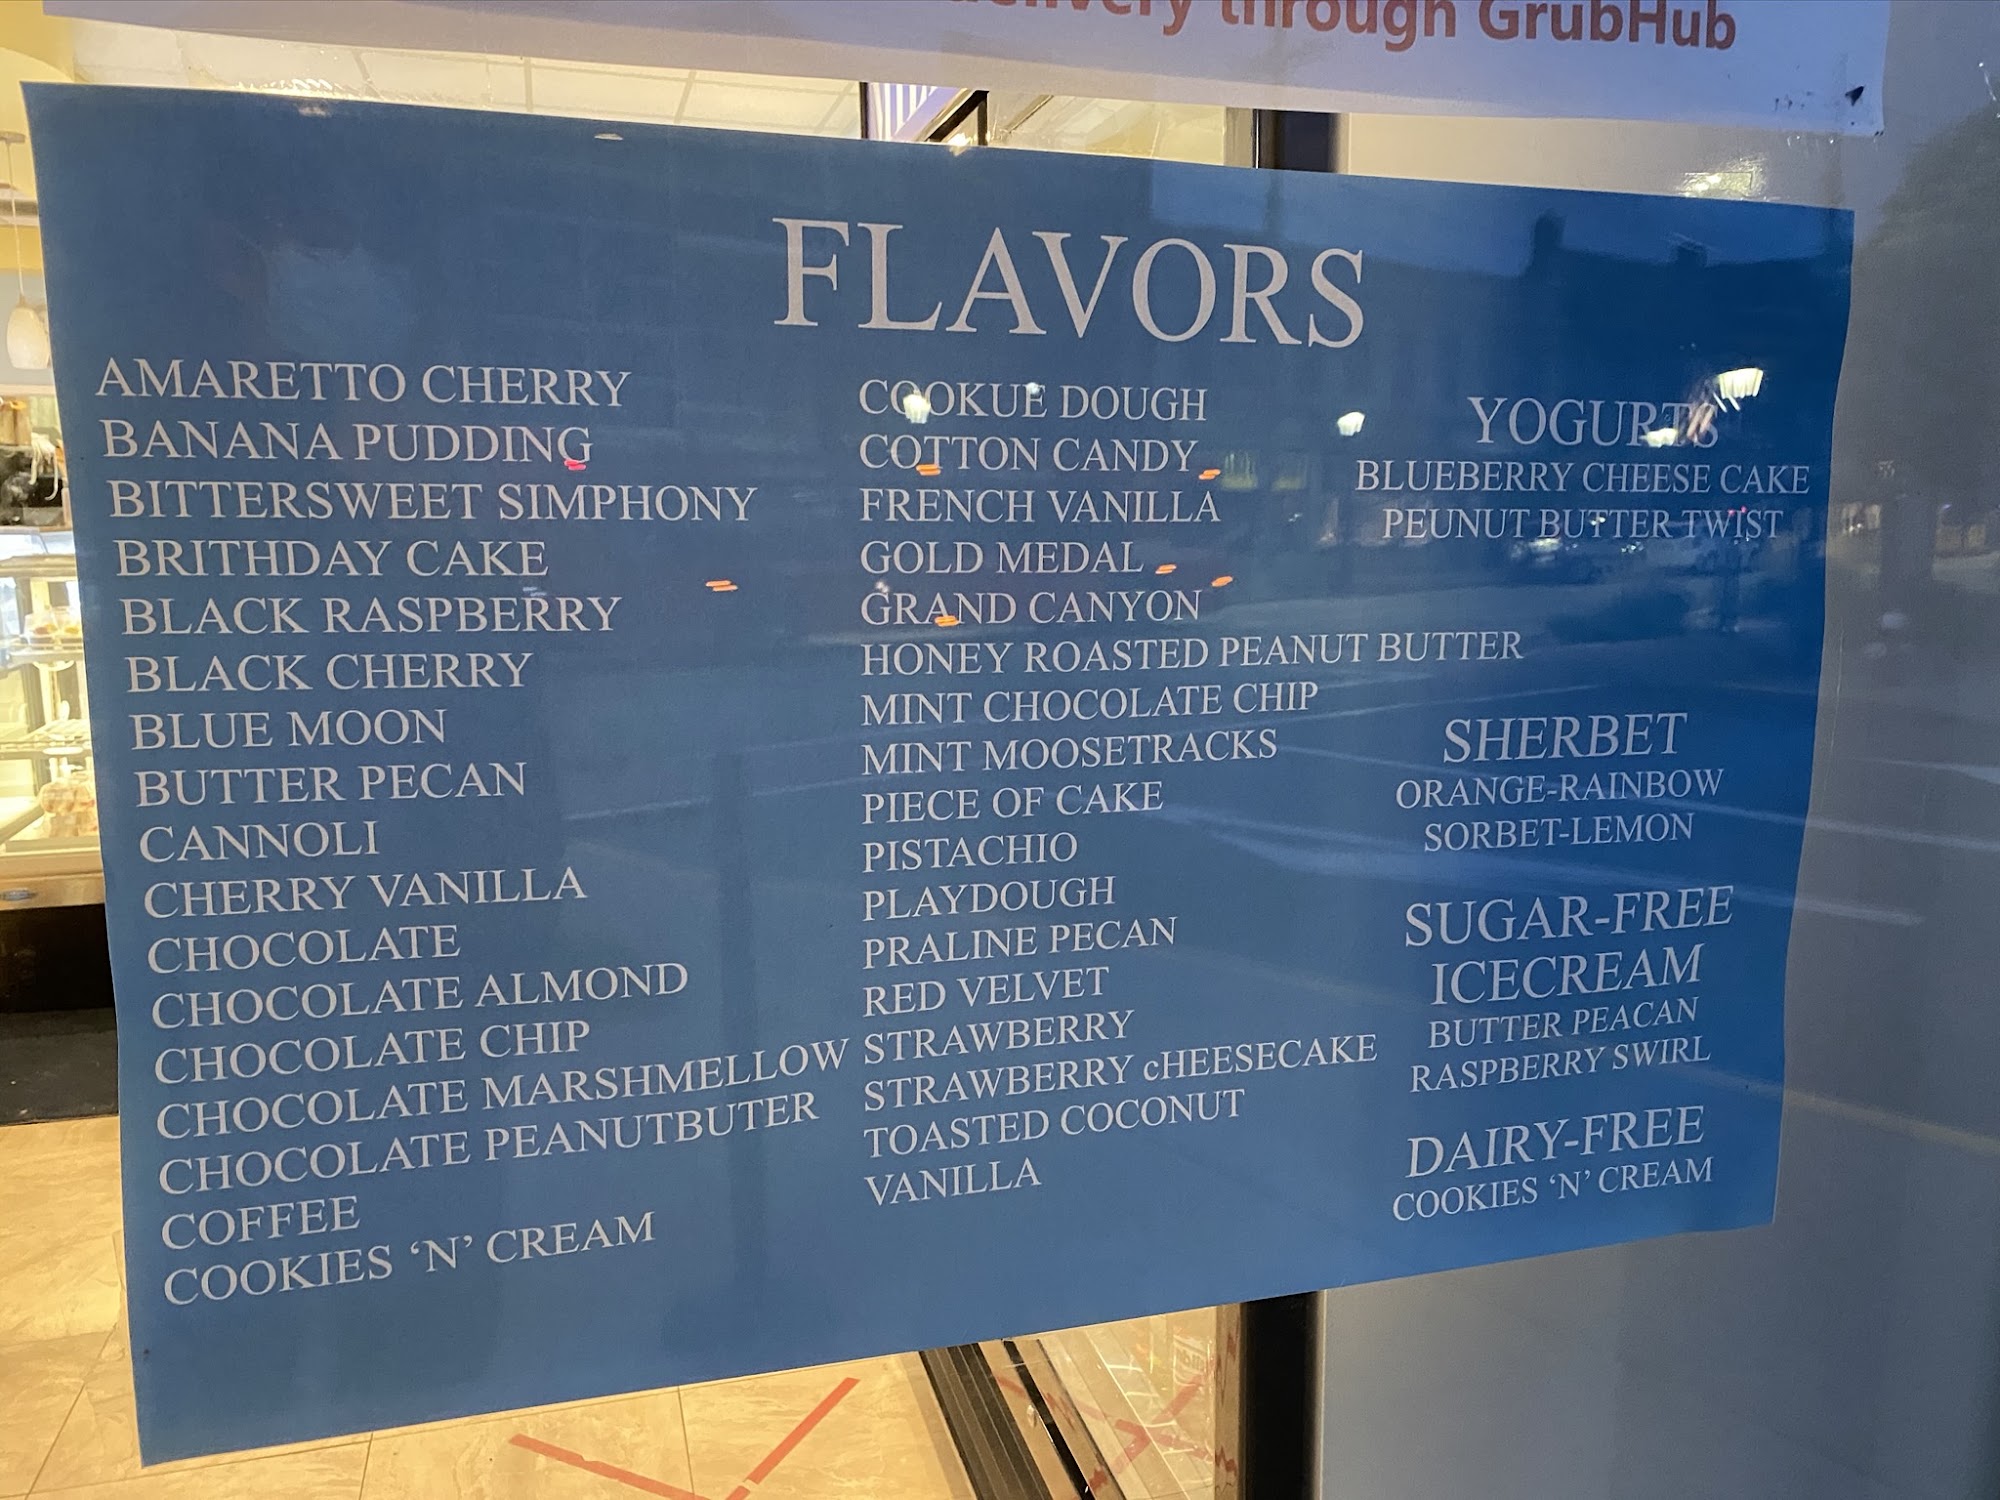 delivery through GrubHub
FLAVORS
AMARETTO CHERRY
BANANA PUDDING
BITTERSWEET SIMPHONY
BRITHDAY CAKE
BLACK RASPBERRY
BLACK CHERRY
BLUE MOON
BUTTER PECAN
CANNOLI
CHERRY VANILLA
CHOCOLATE
CHOCOLATE ALMOND
CHOCOLATE CHIP
CHOCOLATE MARSHMELLOW
CHOCOLATE PEANUTBUTER
COFFEE
COOKIES ‘N’ CREAM
COOKUE DOUGH
COTTON CANDY
FRENCH VANILLA
GOLD MEDAL
GRAND CANYON
HONEY ROASTED PEANUT BUTTER
MINT CHOCOLATE CHIP
MINT MOOSETRACKS
PIECE OF CAKE
PISTACHIO
PLAYDOUGH
PRALINE PECAN
RED VELVET
STRAWBERRY
STRAWBERRY cHEESECAKE
TOASTED COCONUT
VANILLA
YOGURTS
BLUEBERRY CHEESE CAKE
PEUNUT BUTTER TWIST
SHERBET
ORANGE-RAINBOW
SORBET-LEMON
SUGAR-FREE
ICECREAM
BUTTER PEACAN
RASPBERRY SWIRL
DAIRY-FREE
COOKIES ‘N’ CREAM